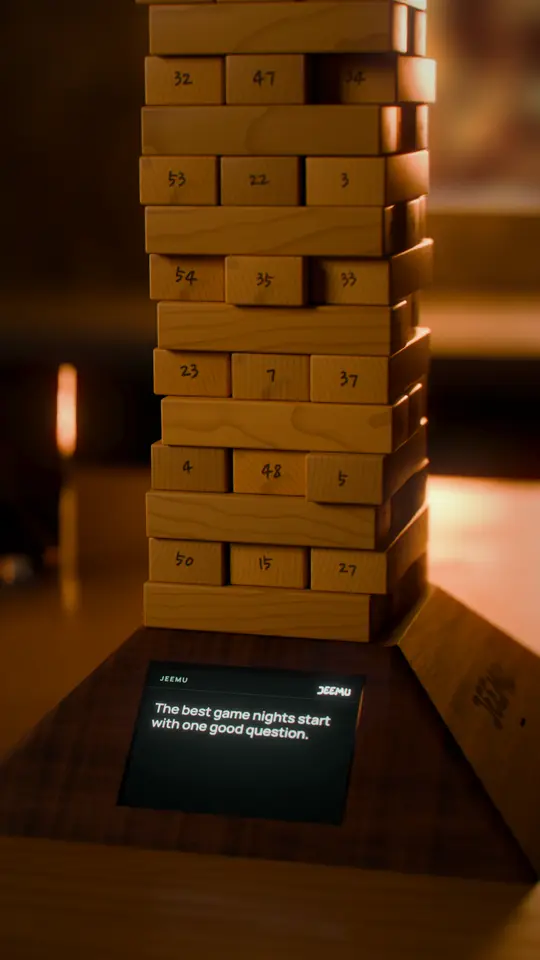 32 47 34
53 22 3
54 35 33
23 7 37
4 48 5
50 15 27
JEEMU
JEEMU
The best game nights start
with one good question.
JEEMU